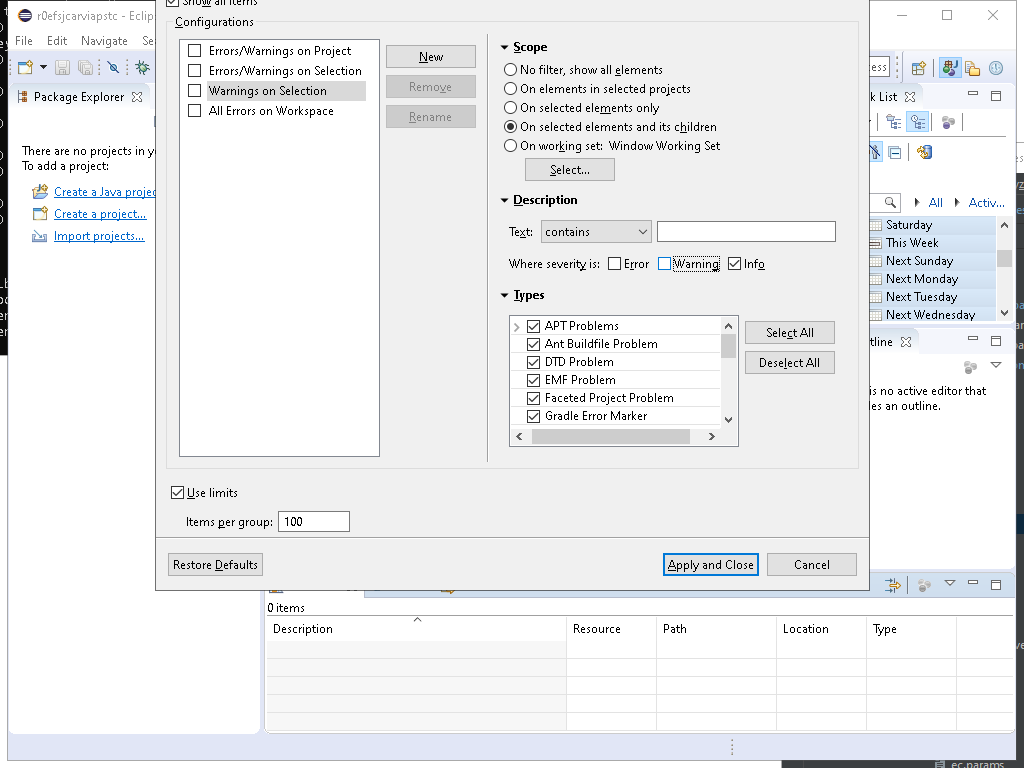 r0efsjcarviapstc - Eclip
Show all items
File Edit Navigate Se
Configurations
Errors/Warnings on Project
Errors/Warnings on Selection
Warnings on Selection
All Errors on Workspace
New
Remove
Rename
Scope
No filter, show all elements
On elements in selected projects
On selected elements only
On selected elements and its children
On working set: Window Working Set
Select...
Description
Text: contains
Where severity is: Error Warning Info
Types
APT Problems
Ant Buildfile Problem
DTD Problem
EMF Problem
Faceted Project Problem
Gradle Error Marker
Select All
Deselect All
Use limits
Items per group: 100
Restore Defaults
Apply and Close
Cancel
Package Explorer
There are no projects in y
To add a project:
Create a Java projec
Create a project...
Import projects...
ess
k List
All Activ...
Saturday
This Week
Next Sunday
Next Monday
Next Tuesday
Next Wednesday
tline
is no active editor that
des an outline.
0 items
Description Resource Path Location Type
ec.params